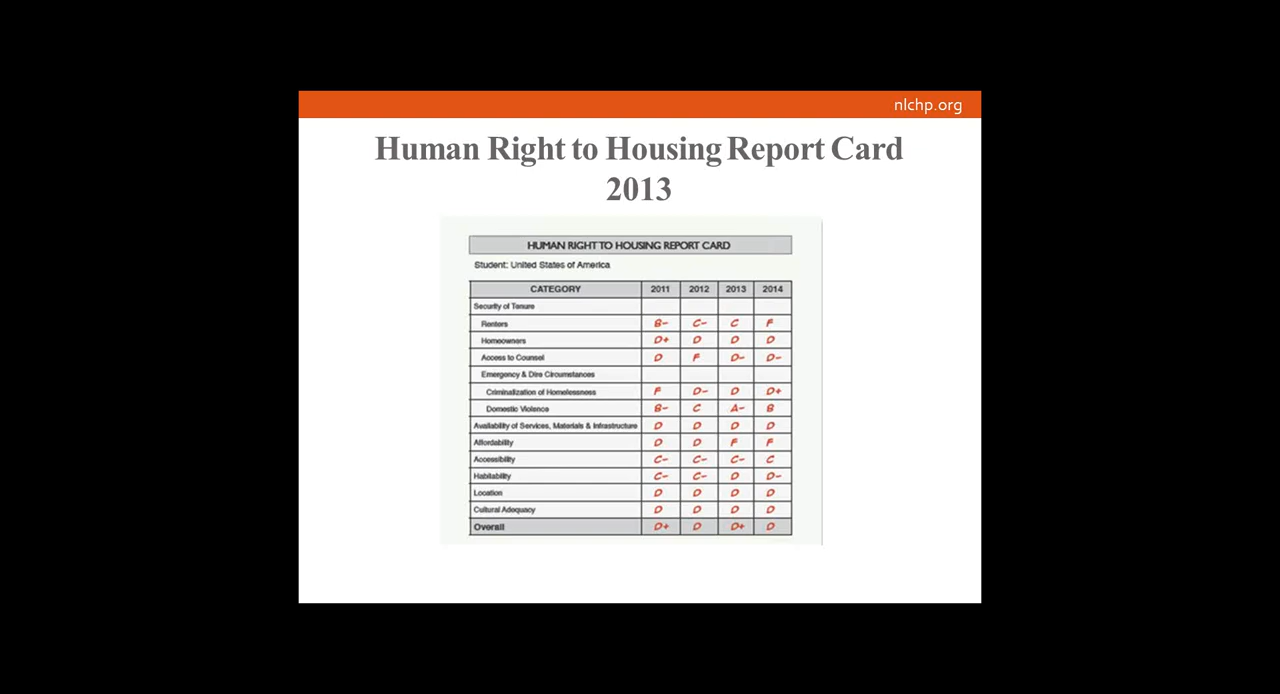 nlchp.org
Human Right to Housing Report Card
2013
HUMAN RIGHT TO HOUSING REPORT CARD
Student: United States of America
CATEGORY 2011 2012 2013 2014
Security of Tenure
Renters B- C- C F
Homeowners D+ D D D
Access to Counsel D F D- D-
Emergency & Dire Circumstances
Criminalization of Homelessness F D- D D+
Domestic Violence B- C A- B
Availability of Services, Materials & Infrastructure D D D D
Affordability D D F F
Accessibility C- C- C- C
Habitability C- C- D D-
Location D D D D
Cultural Adequacy D D D D
Overall D+ D D+ D